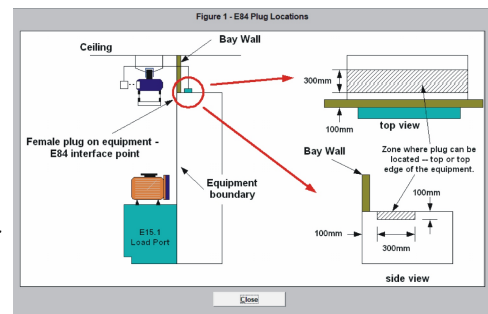 Figure 1 - E84 Plug Locations
Ceiling
Bay Wall
Female plug on equipment -
E84 interface point
Equipment
boundary
E15.1
Load Port
300mm
100mm
top view
Zone where plug can be
located -- top or top
edge of the equipment.
Bay Wall
100mm
100mm
300mm
side view
Close